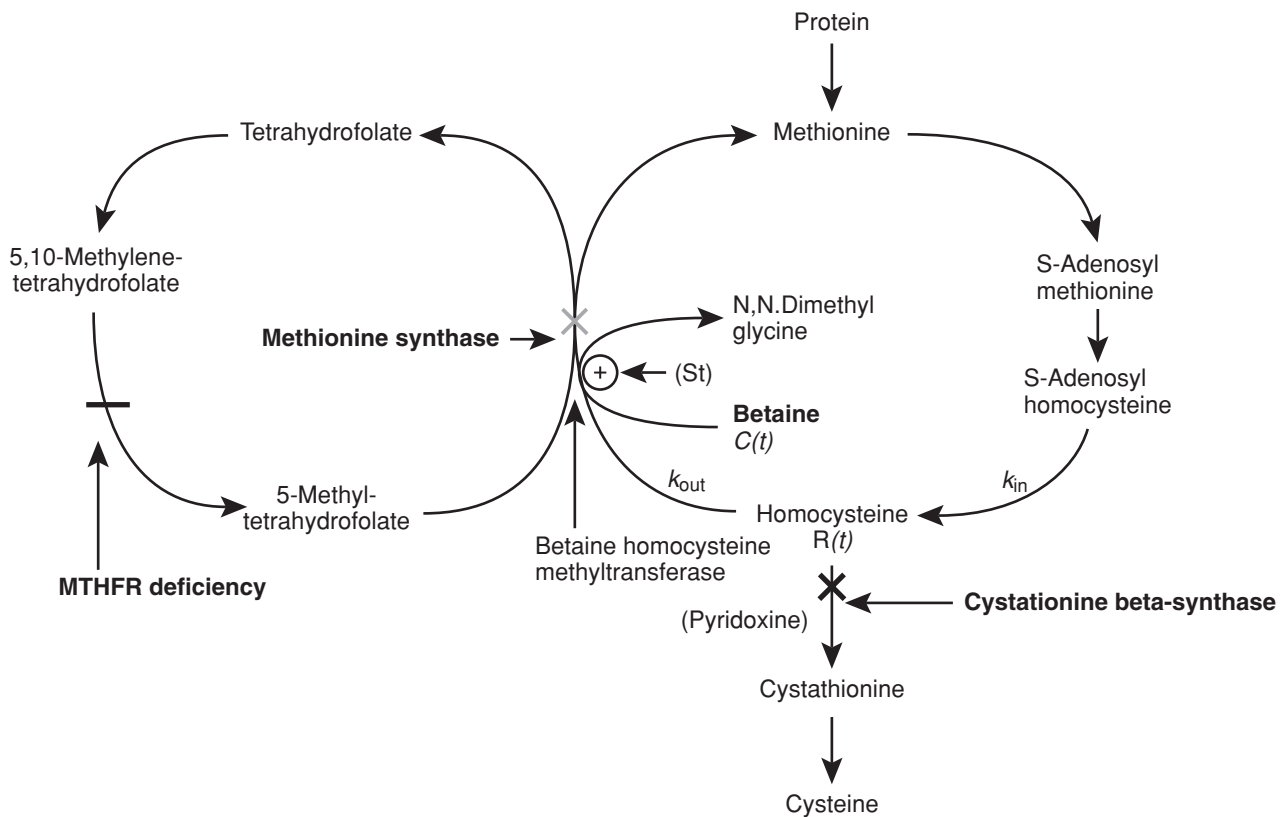 Protein
Tetrahydrofolate
Methionine
5,10-Methylene-
tetrahydrofolate
S-Adenosyl
methionine
N,N.Dimethyl
glycine
Methionine synthase
+
(St)
S-Adenosyl
homocysteine
Betaine
C(t)
kout
kin
5-Methyl-
tetrahydrofolate
Homocysteine
R(t)
Betaine homocysteine
methyltransferase
MTHFR deficiency
Cystationine beta-synthase
(Pyridoxine)
Cystathionine
Cysteine